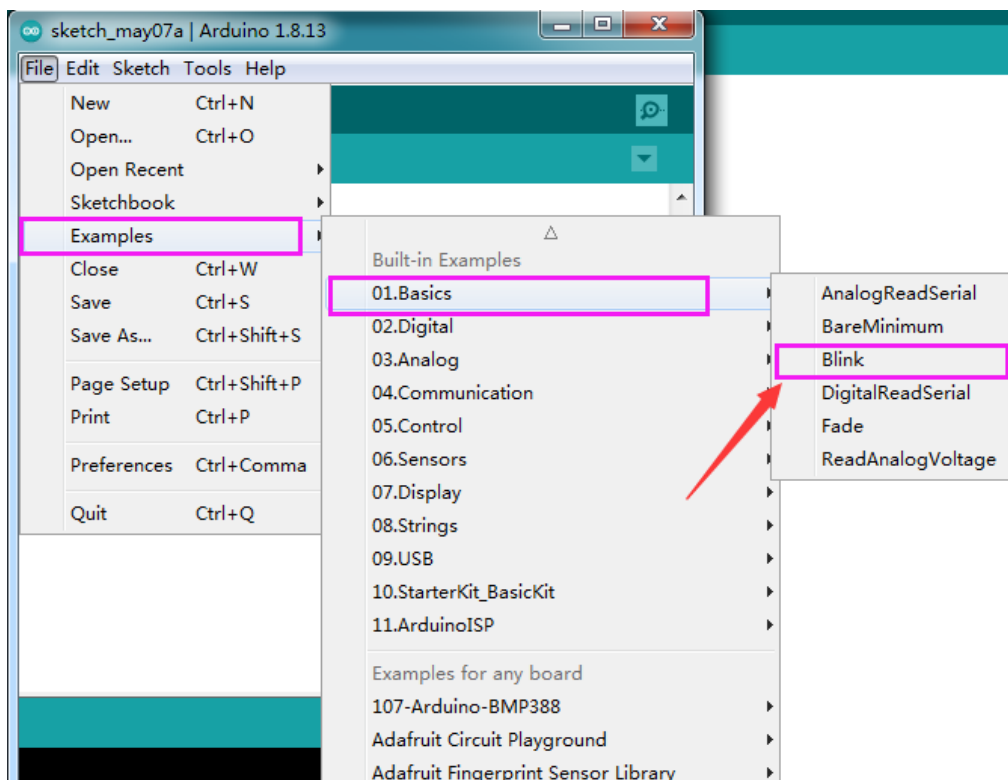 sketch_may07a | Arduino 1.8.13
File Edit Sketch Tools Help
New Ctrl+N
Open... Ctrl+O
Open Recent
Sketchbook
Examples
Close Ctrl+W
Save Ctrl+S
Save As... Ctrl+Shift+S
Page Setup Ctrl+Shift+P
Print Ctrl+P
Preferences Ctrl+Comma
Quit Ctrl+Q
Built-in Examples
01.Basics
02.Digital
03.Analog
04.Communication
05.Control
06.Sensors
07.Display
08.Strings
09.USB
10.StarterKit_BasicKit
11.ArduinoISP
Examples for any board
107-Arduino-BMP388
Adafruit Circuit Playground
Adafruit Fingerprint Sensor Library
AnalogReadSerial
BareMinimum
Blink
DigitalReadSerial
Fade
ReadAnalogVoltage